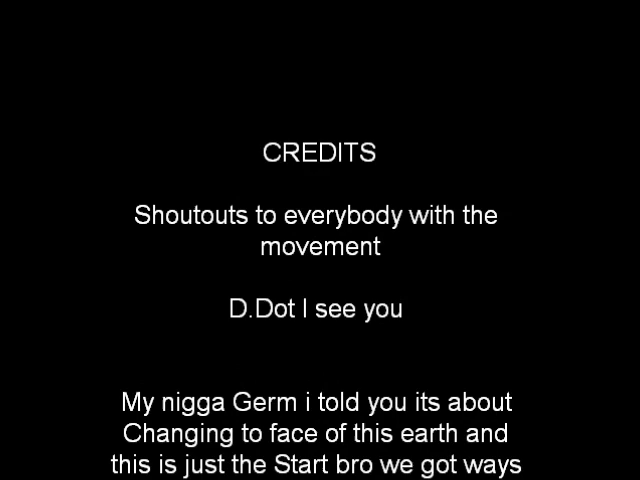 CREDITS
Shoutouts to everybody with the
movement
D.Dot I see you
My nigga Germ i told you its about
Changing to face of this earth and
this is just the Start bro we got ways